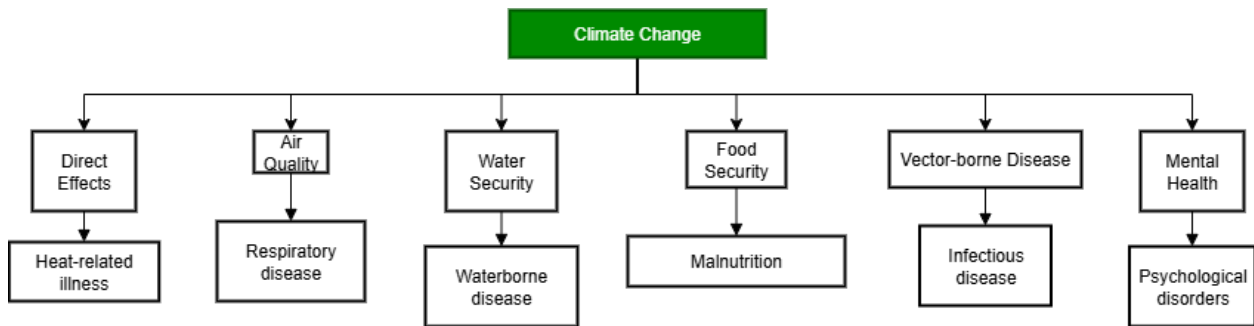 Climate Change
Direct
Effects
Air
Quality
Water
Security
Food
Security
Vector-borne Disease
Mental
Health
Heat-related
illness
Respiratory
disease
Waterborne
disease
Malnutrition
Infectious
disease
Psychological
disorders